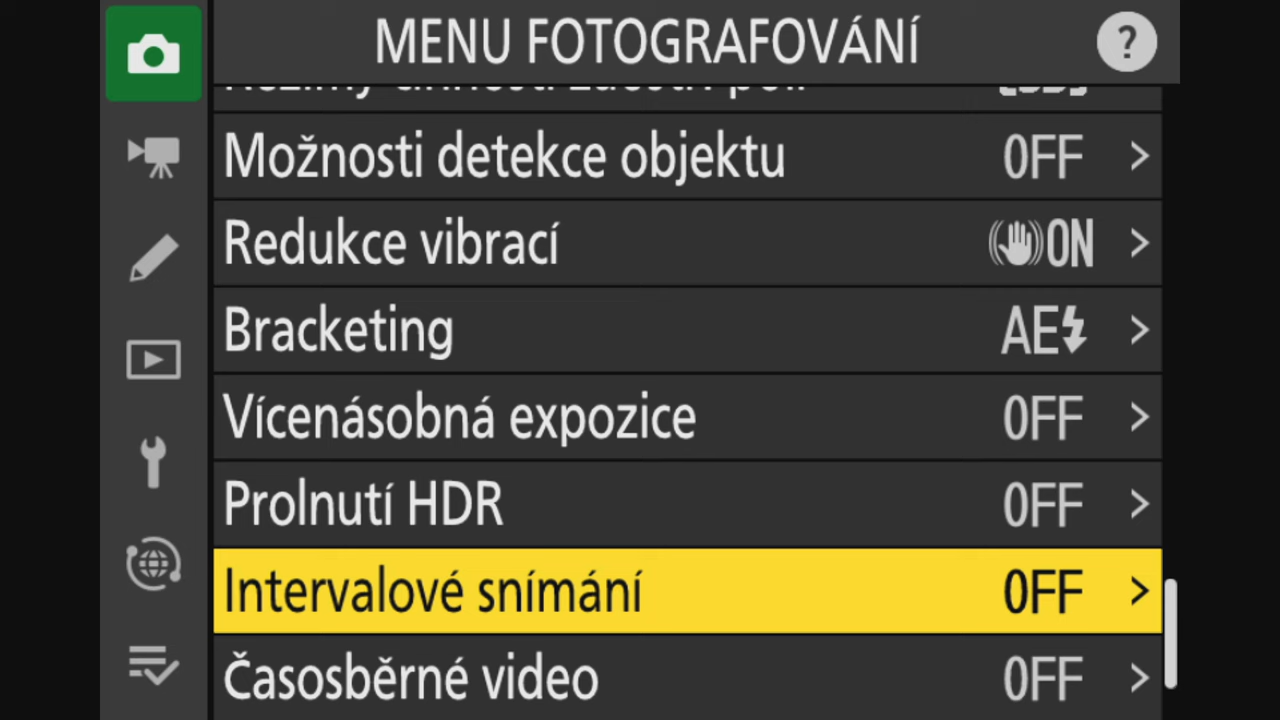 MENU FOTOGRAFOVÁNÍ ?
Možnosti detekce objektu OFF >
Redukce vibrací ON >
Bracketing AE >
Vícenásobná expozice OFF >
Prolnutí HDR OFF >
Intervalové snímání OFF >
Časosběrné video OFF >